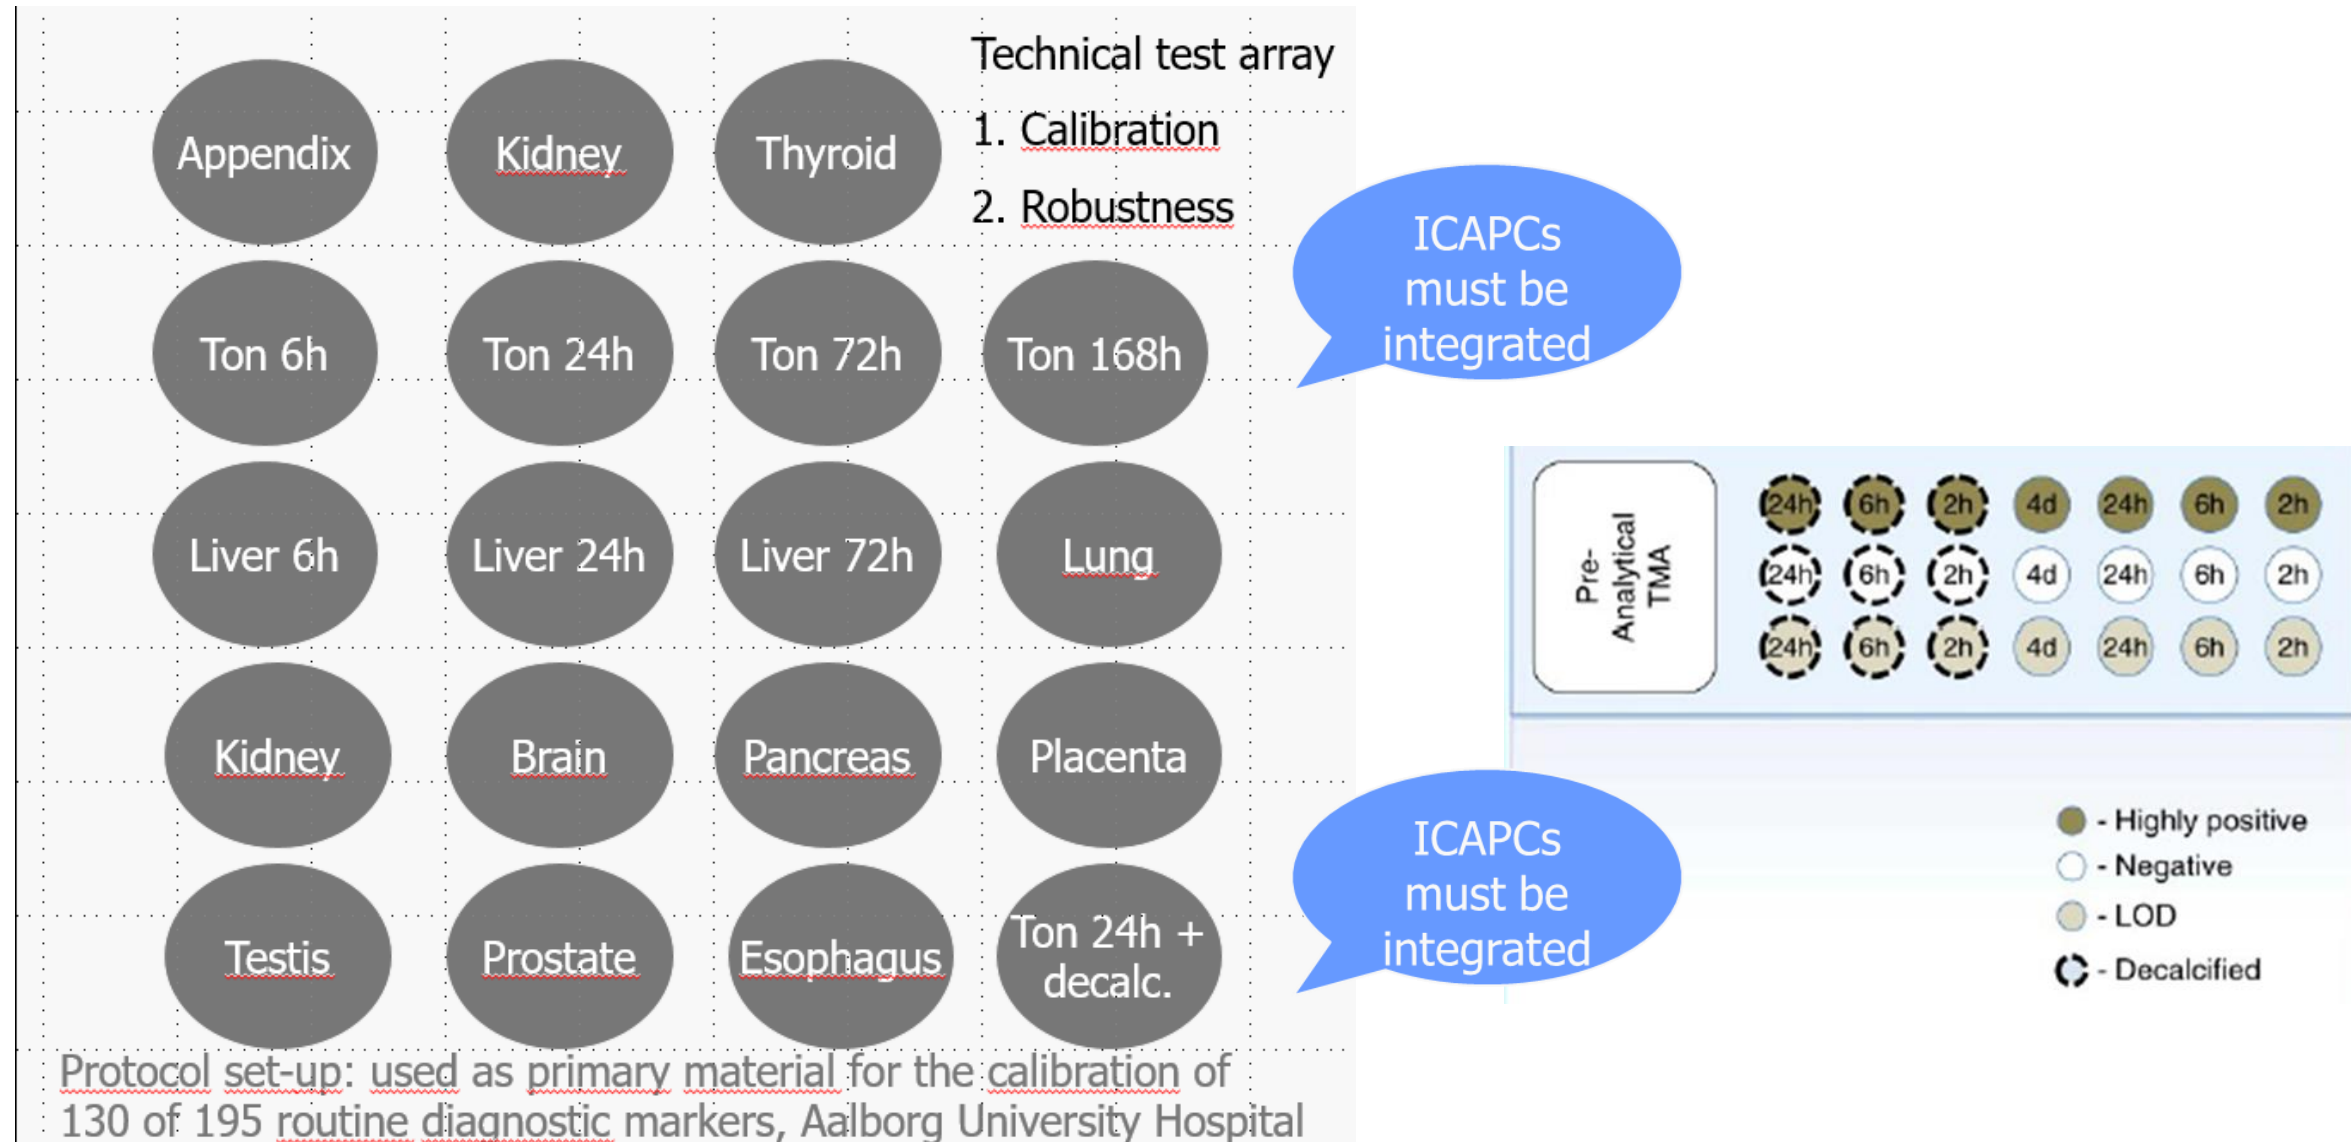 Technical test array
1. Calibration
2. Robustness
Appendix Kidney Thyroid
Ton 6h Ton 24h Ton 72h Ton 168h
Liver 6h Liver 24h Liver 72h Lung
Kidney Brain Pancreas Placenta
Testis Prostate Esophagus Ton 24h +
decalc.
Protocol set-up: used as primary material for the calibration of
130 of 195 routine diagnostic markers, Aalborg University Hospital
ICAPCs
must be
integrated
Pre-
Analytical
TMA
24h 6h 2h 4d 24h 6h 2h
24h 6h 2h 4d 24h 6h 2h
24h 6h 2h 4d 24h 6h 2h
- Highly positive
- Negative
- LOD
- Decalcified
ICAPCs
must be
integrated